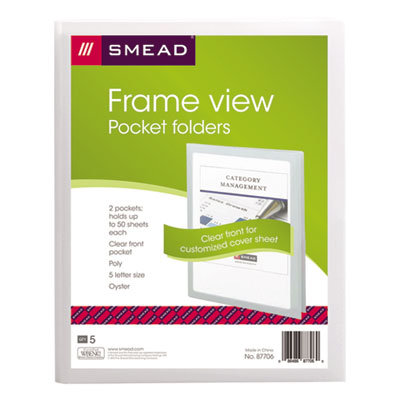 SMEAD
Frame view
Pocket folders
2 pockets;
holds up
to 50 sheets
each
Clear front
pocket
Poly
5 letter size
Oyster
CATEGORY
MANAGEMENT
Clear front for
customized cover sheet
QTY 5
WBENC
www.smead.com
Made in China
No. 87706